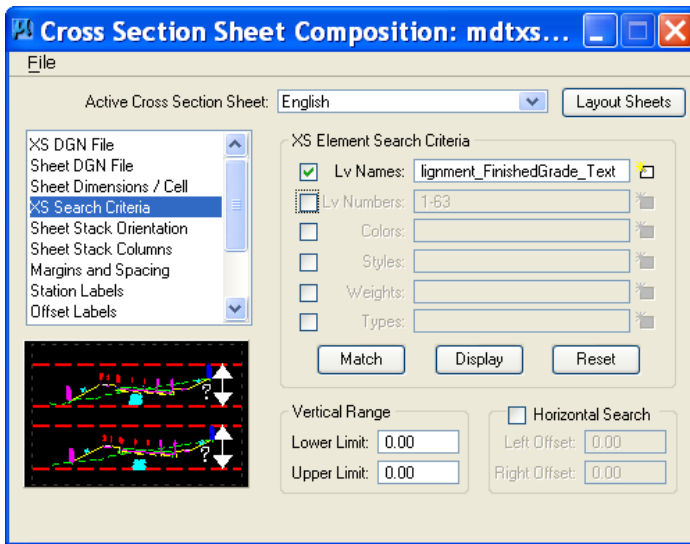 Cross Section Sheet Composition: mdtxs...
File
Active Cross Section Sheet: English Layout Sheets
XS DGN File
Sheet DGN File
Sheet Dimensions / Cell
XS Search Criteria
Sheet Stack Orientation
Sheet Stack Columns
Margins and Spacing
Station Labels
Offset Labels
XS Element Search Criteria
Lv Names: lignment_FinishedGrade_Text
Lv Numbers: 1-63
Colors:
Styles:
Weights:
Types:
Match Display Reset
?
?
Vertical Range
Lower Limit: 0.00
Upper Limit: 0.00
Horizontal Search
Left Offset: 0.00
Right Offset: 0.00